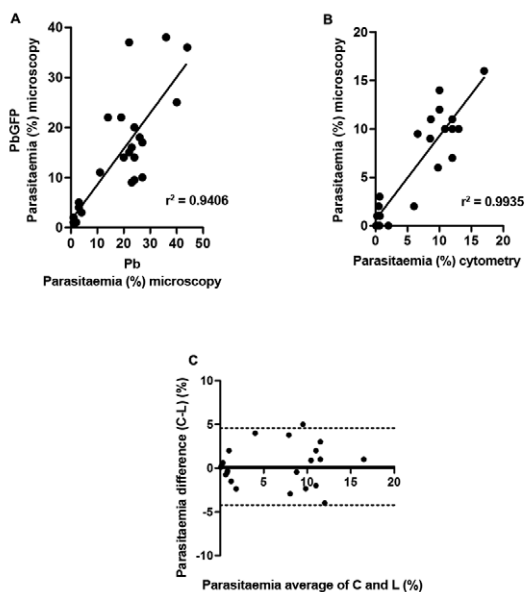 A
PbGFP
Parasitaemia (%) microscopy
40
30
20
10
0
0 10 20 30 40 50
r² = 0.9406
Pb
Parasitaemia (%) microscopy
B
Parasitaemia (%) microscopy
20
15
10
5
0
0 5 10 15 20
r² = 0.9935
Parasitaemia (%) cytometry
C
Parasitaemia difference (C-L) (%)
10
5
0
-5
-10
5 10 15 20
Parasitaemia average of C and L (%)